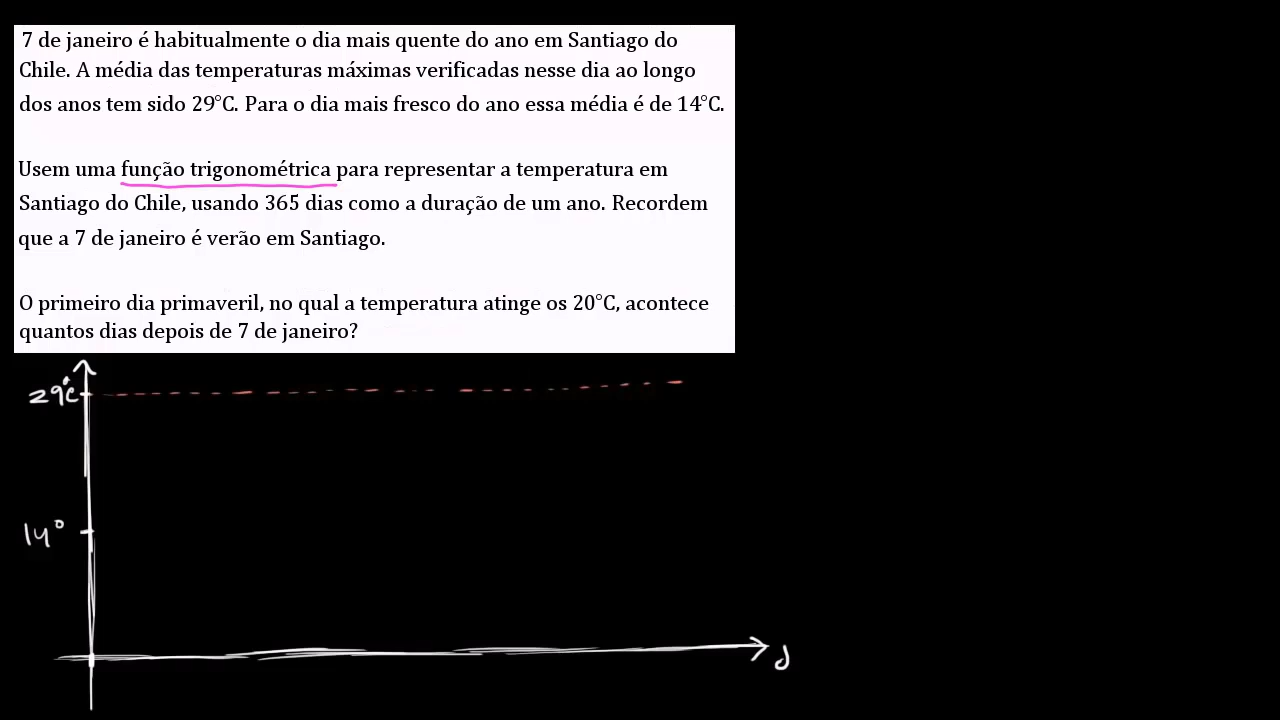 7 de janeiro é habitualmente o dia mais quente do ano em Santiago do
Chile. A média das temperaturas máximas verificadas nesse dia ao longo
dos anos tem sido 29°C. Para o dia mais fresco do ano essa média é de 14°C.
Usem uma função trigonométrica para representar a temperatura em
Santiago do Chile, usando 365 dias como a duração de um ano. Recordem
que a 7 de janeiro é verão em Santiago.
O primeiro dia primaveril, no qual a temperatura atinge os 20°C, acontece
quantos dias depois de 7 de janeiro?
29°C
14°
d